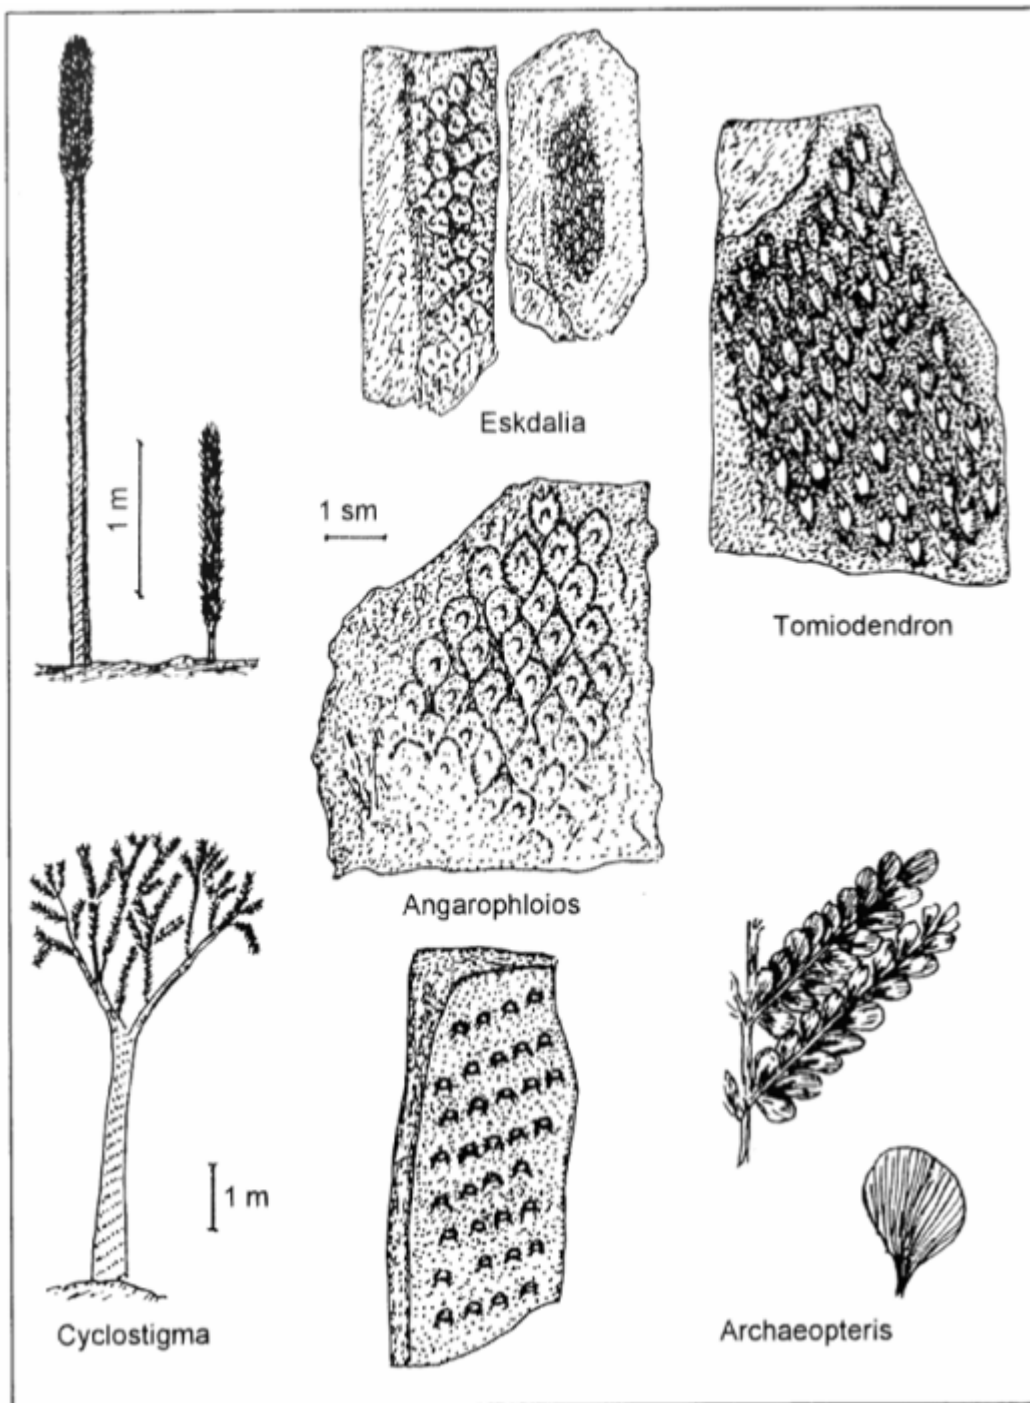 Eskdalia
1 m
1 sm
Tomiodendron
Angarophloios
1 m
Cyclostigma
Archaeopteris